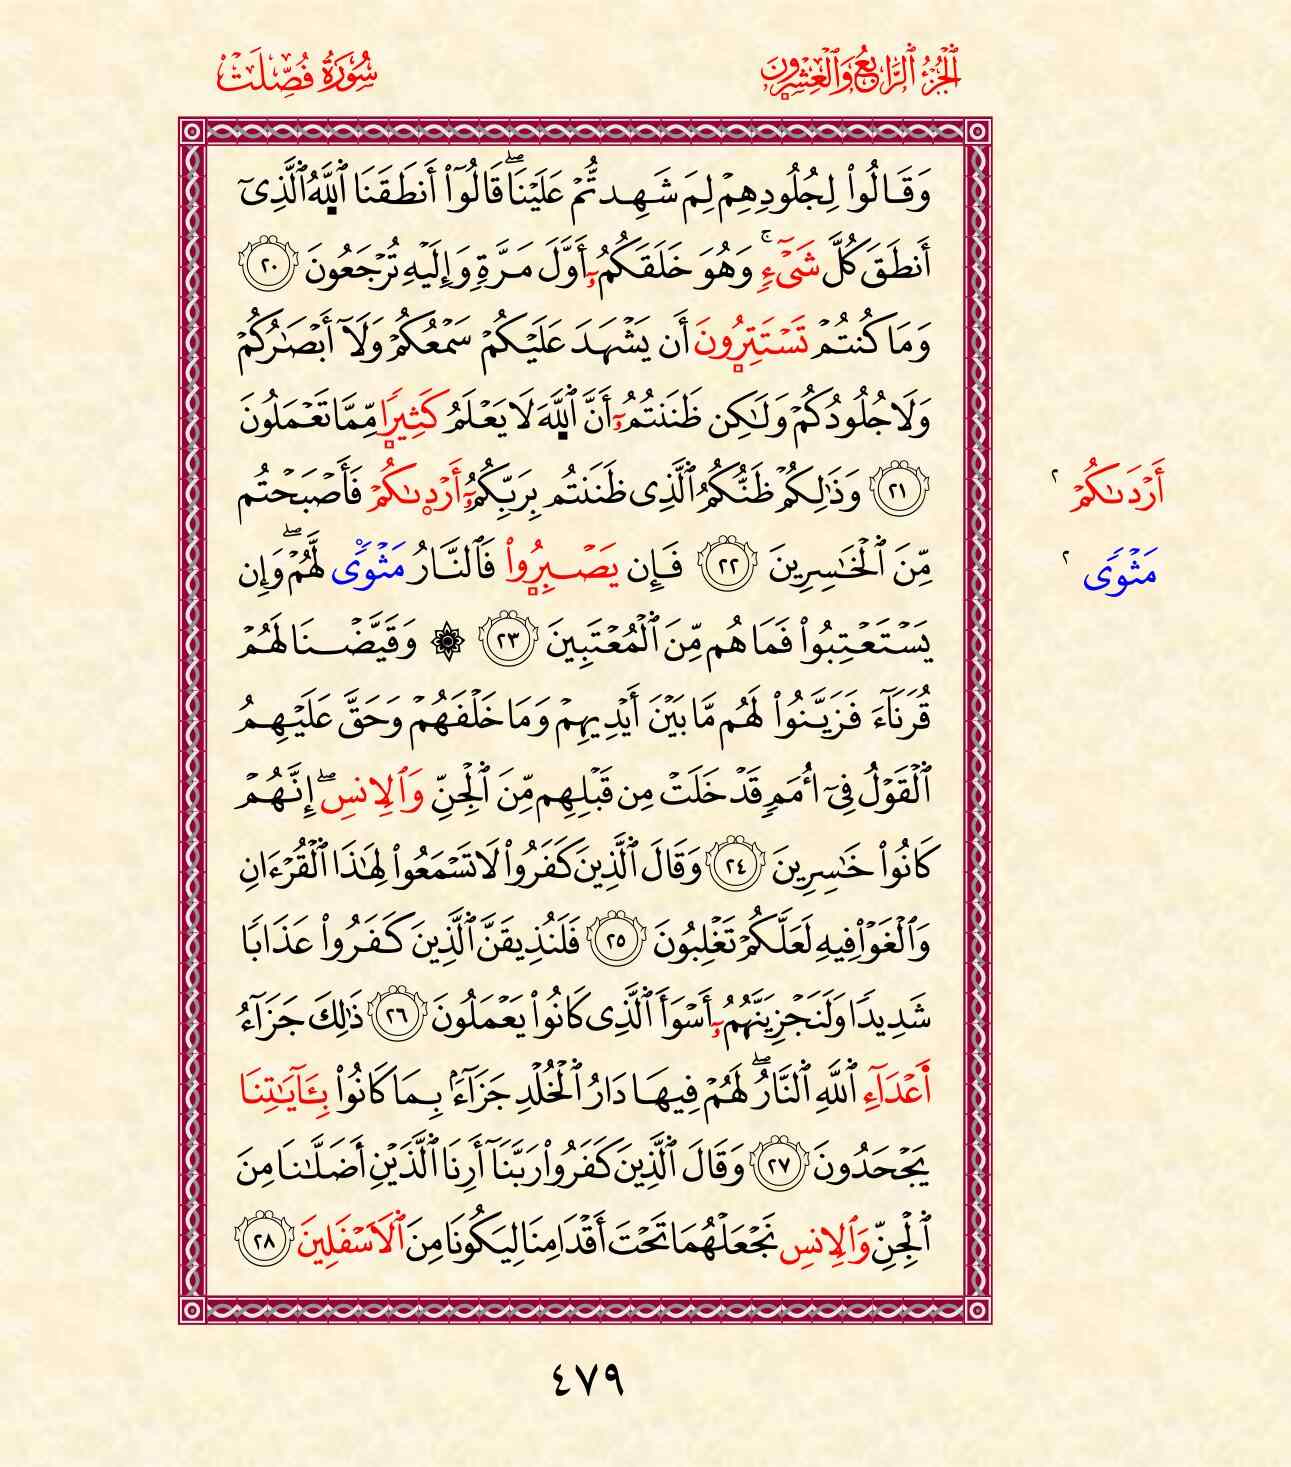 ٱلْجُزْءُ ٱلرَّابِعُ وَٱلْعِشْرُونَ
سُورَةُ فُصِّلَتْ
وَقَالُوا۟ لِجُلُودِهِمْ لِمَ شَهِدتُّمْ عَلَيْنَا ۖ قَالُوٓا۟ أَنطَقَنَا ٱللَّهُ ٱلَّذِىٓ
أَنطَقَ كُلَّ شَىْءٍ ۚ وَهُوَ خَلَقَكُمُۥٓ أَوَّلَ مَرَّةٍ وَإِلَيْهِ تُرْجَعُونَ ٢٠
وَمَا كُنتُمْ تَسْتَتِرُونَ أَن يَشْهَدَ عَلَيْكُمْ سَمْعُكُمْ وَلَآ أَبْصَـٰرُكُمْ
وَلَا جُلُودُكُمْ وَلَـٰكِن ظَنَنتُمُۥٓ أَنَّ ٱللَّهَ لَا يَعْلَمُ كَثِيرًا مِّمَّا تَعْمَلُونَ
٢١ وَذَٰلِكُمْ ظَنُّكُمُ ٱلَّذِى ظَنَنتُم بِرَبِّكُمُۥٓ أَرْدَىٰكُمْ فَأَصْبَحْتُم
أَرْدَىٰكُمْ ٢
مِّنَ ٱلْخَـٰسِرِينَ ٢٢ فَإِن يَصْبِرُوا۟ فَٱلنَّارُ مَثْوًى لَّهُمْ ۖ وَإِن
مَثْوًى ٢
يَسْتَعْتِبُوا۟ فَمَا هُم مِّنَ ٱلْمُعْتَبِينَ ٢٣ ۞ وَقَيَّضْنَا لَهُمْ
قُرَنَآءَ فَزَيَّنُوا۟ لَهُم مَّا بَيْنَ أَيْدِيهِمْ وَمَا خَلْفَهُمْ وَحَقَّ عَلَيْهِمُ
ٱلْقَوْلُ فِىٓ أُمَمٍ قَدْ خَلَتْ مِن قَبْلِهِم مِّنَ ٱلْجِنِّ وَٱلْإِنسِ ۖ إِنَّهُمْ
كَانُوا۟ خَـٰسِرِينَ ٢٤ وَقَالَ ٱلَّذِينَ كَفَرُوا۟ لَا تَسْمَعُوا۟ لِهَـٰذَا ٱلْقُرْءَانِ
وَٱلْغَوْا۟ فِيهِ لَعَلَّكُمْ تَغْلِبُونَ ٢٥ فَلَنُذِيقَنَّ ٱلَّذِينَ كَفَرُوا۟ عَذَابًا
شَدِيدًا وَلَنَجْزِيَنَّهُمُۥٓ أَسْوَأَ ٱلَّذِى كَانُوا۟ يَعْمَلُونَ ٢٦ ذَٰلِكَ جَزَآءُ
أَعْدَآءِ ٱللَّهِ ٱلنَّارُ ۖ لَهُمْ فِيهَا دَارُ ٱلْخُلْدِ جَزَآءًۢ بِمَا كَانُوا۟ بِـَٔايَـٰتِنَا
يَجْحَدُونَ ٢٧ وَقَالَ ٱلَّذِينَ كَفَرُوا۟ رَبَّنَآ أَرِنَا ٱلَّذَيْنِ أَضَلَّـٰنَا مِنَ
ٱلْجِنِّ وَٱلْإِنسِ نَجْعَلْهُمَا تَحْتَ أَقْدَامِنَا لِيَكُونَا مِنَ ٱلْأَسْفَلِينَ ٢٨
٤٧٩